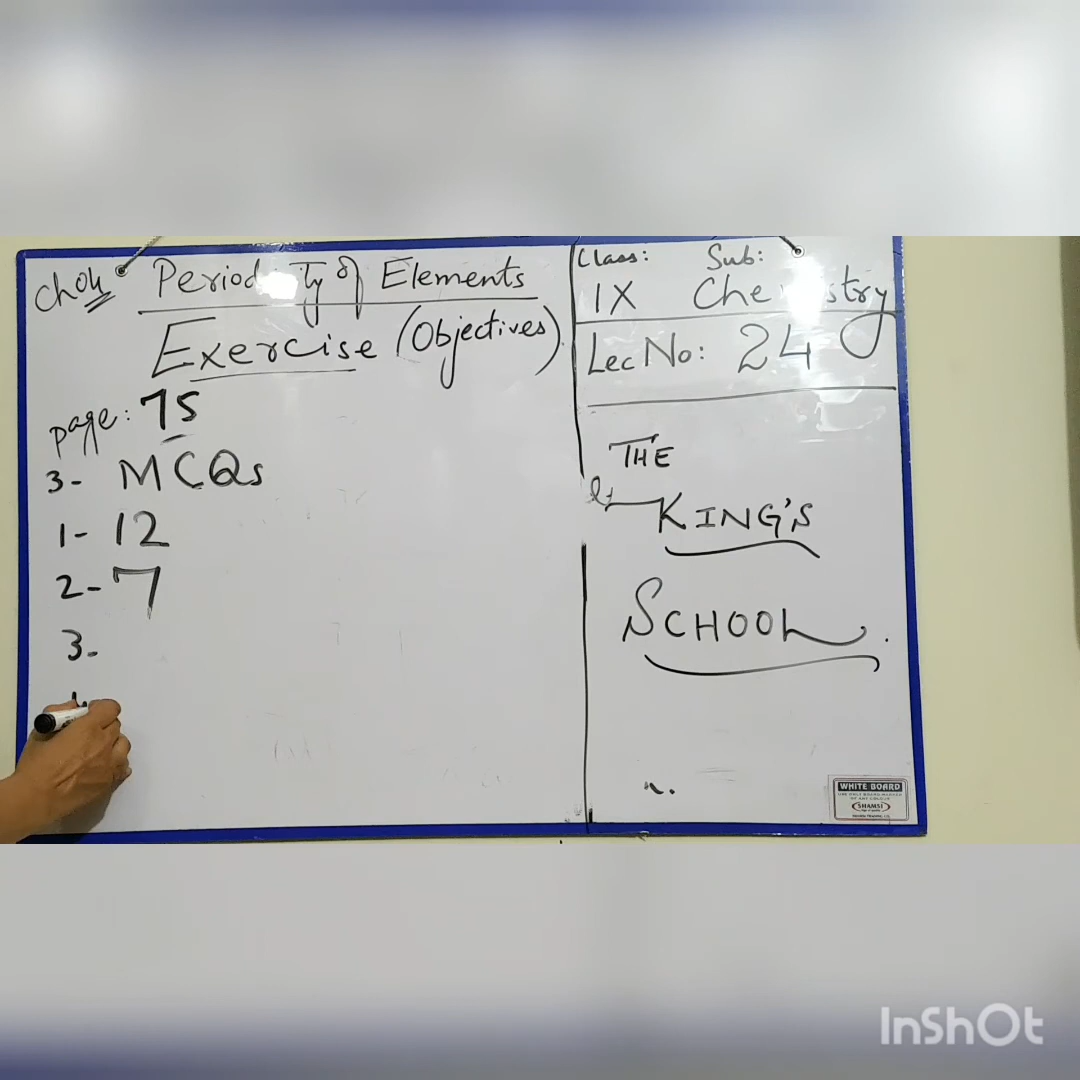 Ch04 Periodicity of Elements
Exercise (Objectives)
page: 75
3- MCQs
1- 12
2- 7
3-
Class: Sub:
IX Chemistry
Lec No: 24
THE
KING'S
SCHOOL
WHITE BOARD
SHAMSI
InShOt